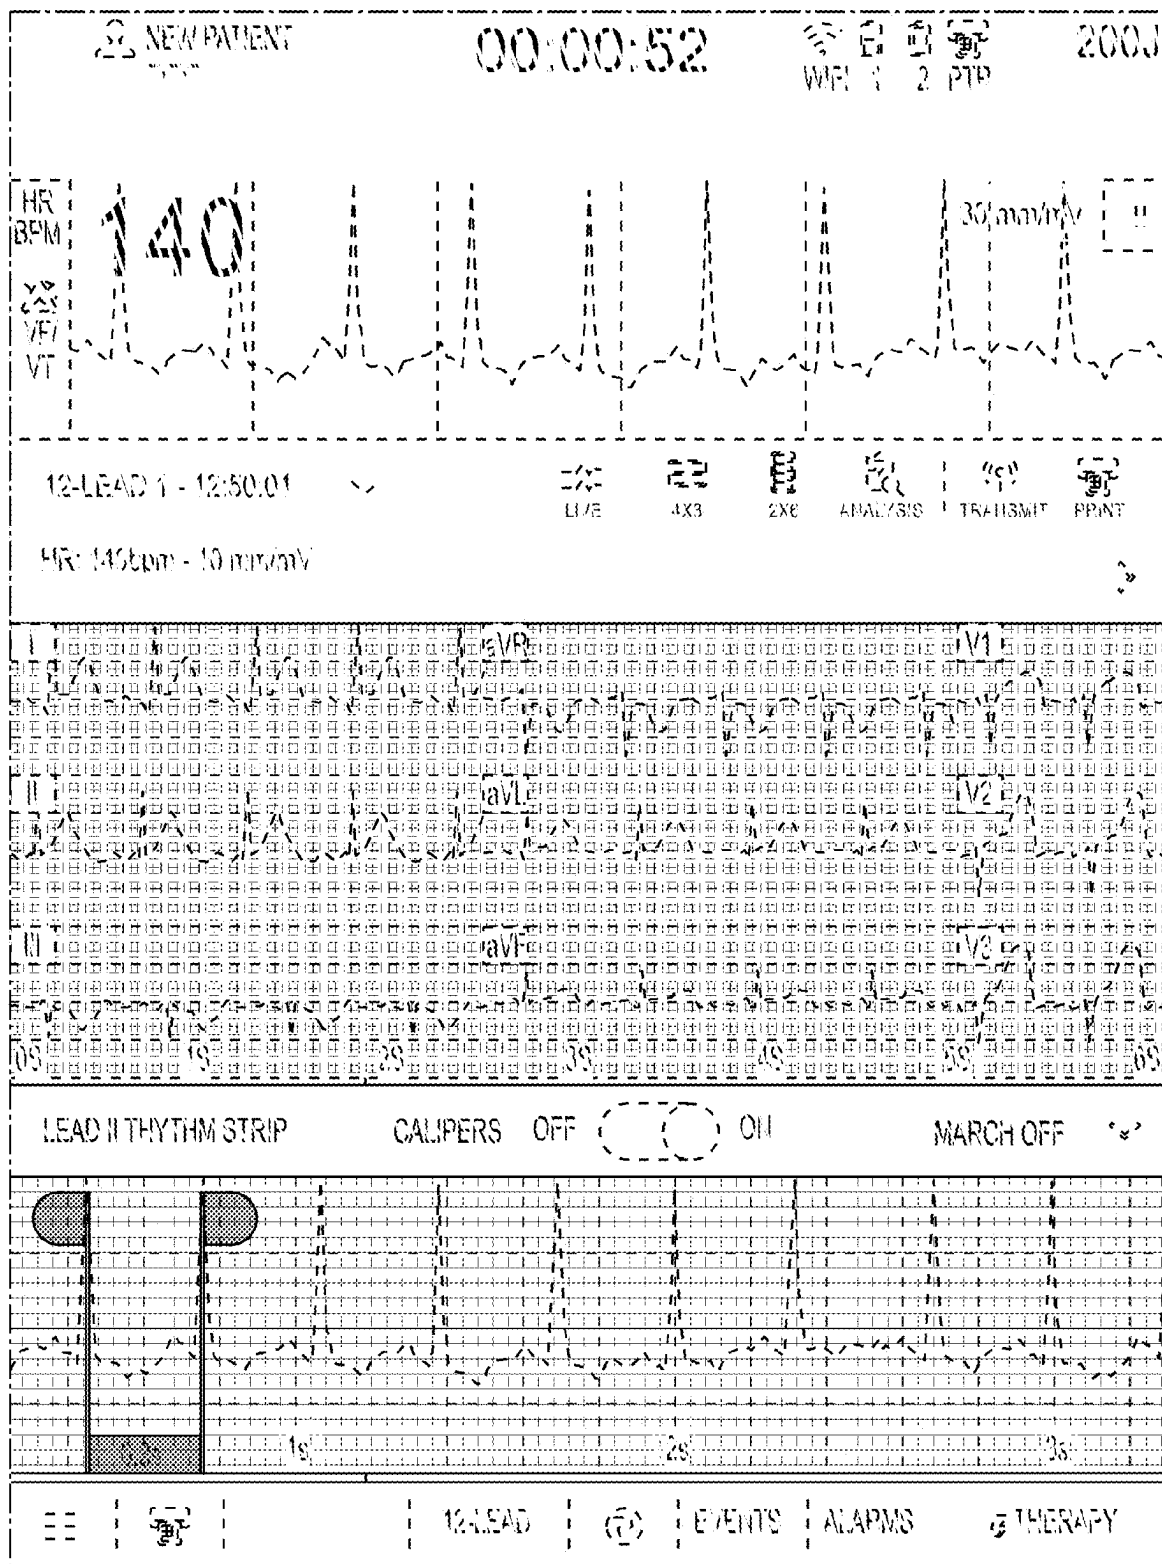 NEW PATIENT
00:00:52
WIFI 1 2 PTR
200J
HR
BPM
140
30 mm/mV
II
VF/
VT
12-LEAD 1 - 12:50:01
LIVE 4X3 2X6 ANALYSIS TRANSMIT PRINT
HR: 140bpm - 10 mm/mV
I aVR V1
II aVL V2
III aVF V3
0S 1S 2S 3S 4S 5S 6S
LEAD II THYTHM STRIP CALIPERS OFF ON MARCH OFF
1s 2s 3s
12-LEAD EVENTS ALARMS THERAPY